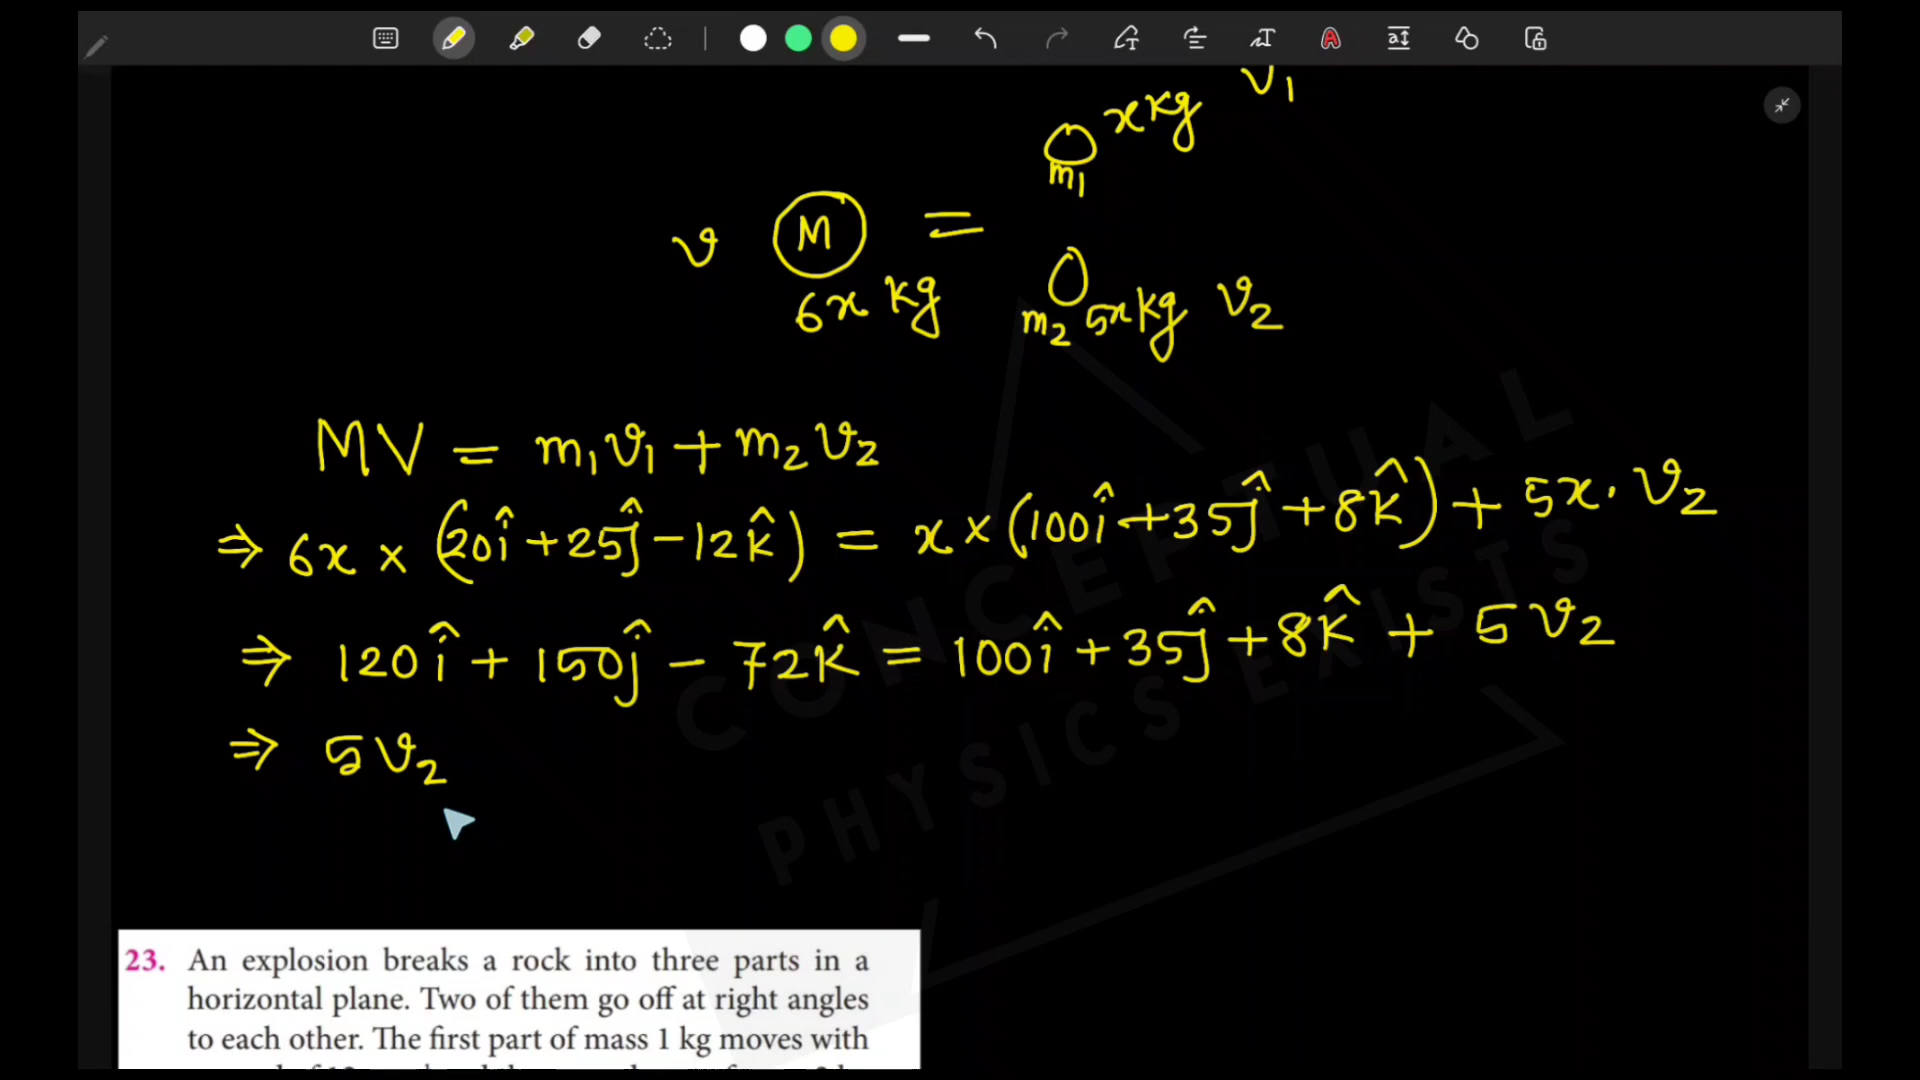 x kg v1
m1
v M =
6x kg
m2 5x kg v2
MV = m1v1 + m2v2
⇒ 6x × (20î + 25ĵ − 12k̂) = x × (100î + 35ĵ + 8k̂) + 5x · v2
⇒ 120î + 150ĵ − 72k̂ = 100î + 35ĵ + 8k̂ + 5v2
⇒ 5v2
CONCEPTUAL
PHYSICS EXISTS
23. An explosion breaks a rock into three parts in a
horizontal plane. Two of them go off at right angles
to each other. The first part of mass 1 kg moves with